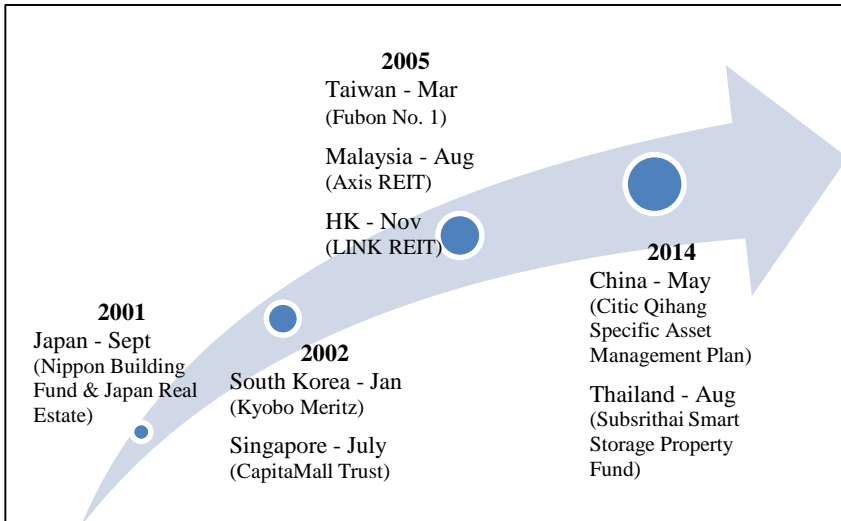 2001
Japan - Sept
(Nippon Building
Fund & Japan Real
Estate)
2002
South Korea - Jan
(Kyobo Meritz)
Singapore - July
(CapitaMall Trust)
2005
Taiwan - Mar
(Fubon No. 1)
Malaysia - Aug
(Axis REIT)
HK - Nov
(LINK REIT)
2014
China - May
(Citic Qihang
Specific Asset
Management Plan)
Thailand - Aug
(Subsrithai Smart
Storage Property
Fund)